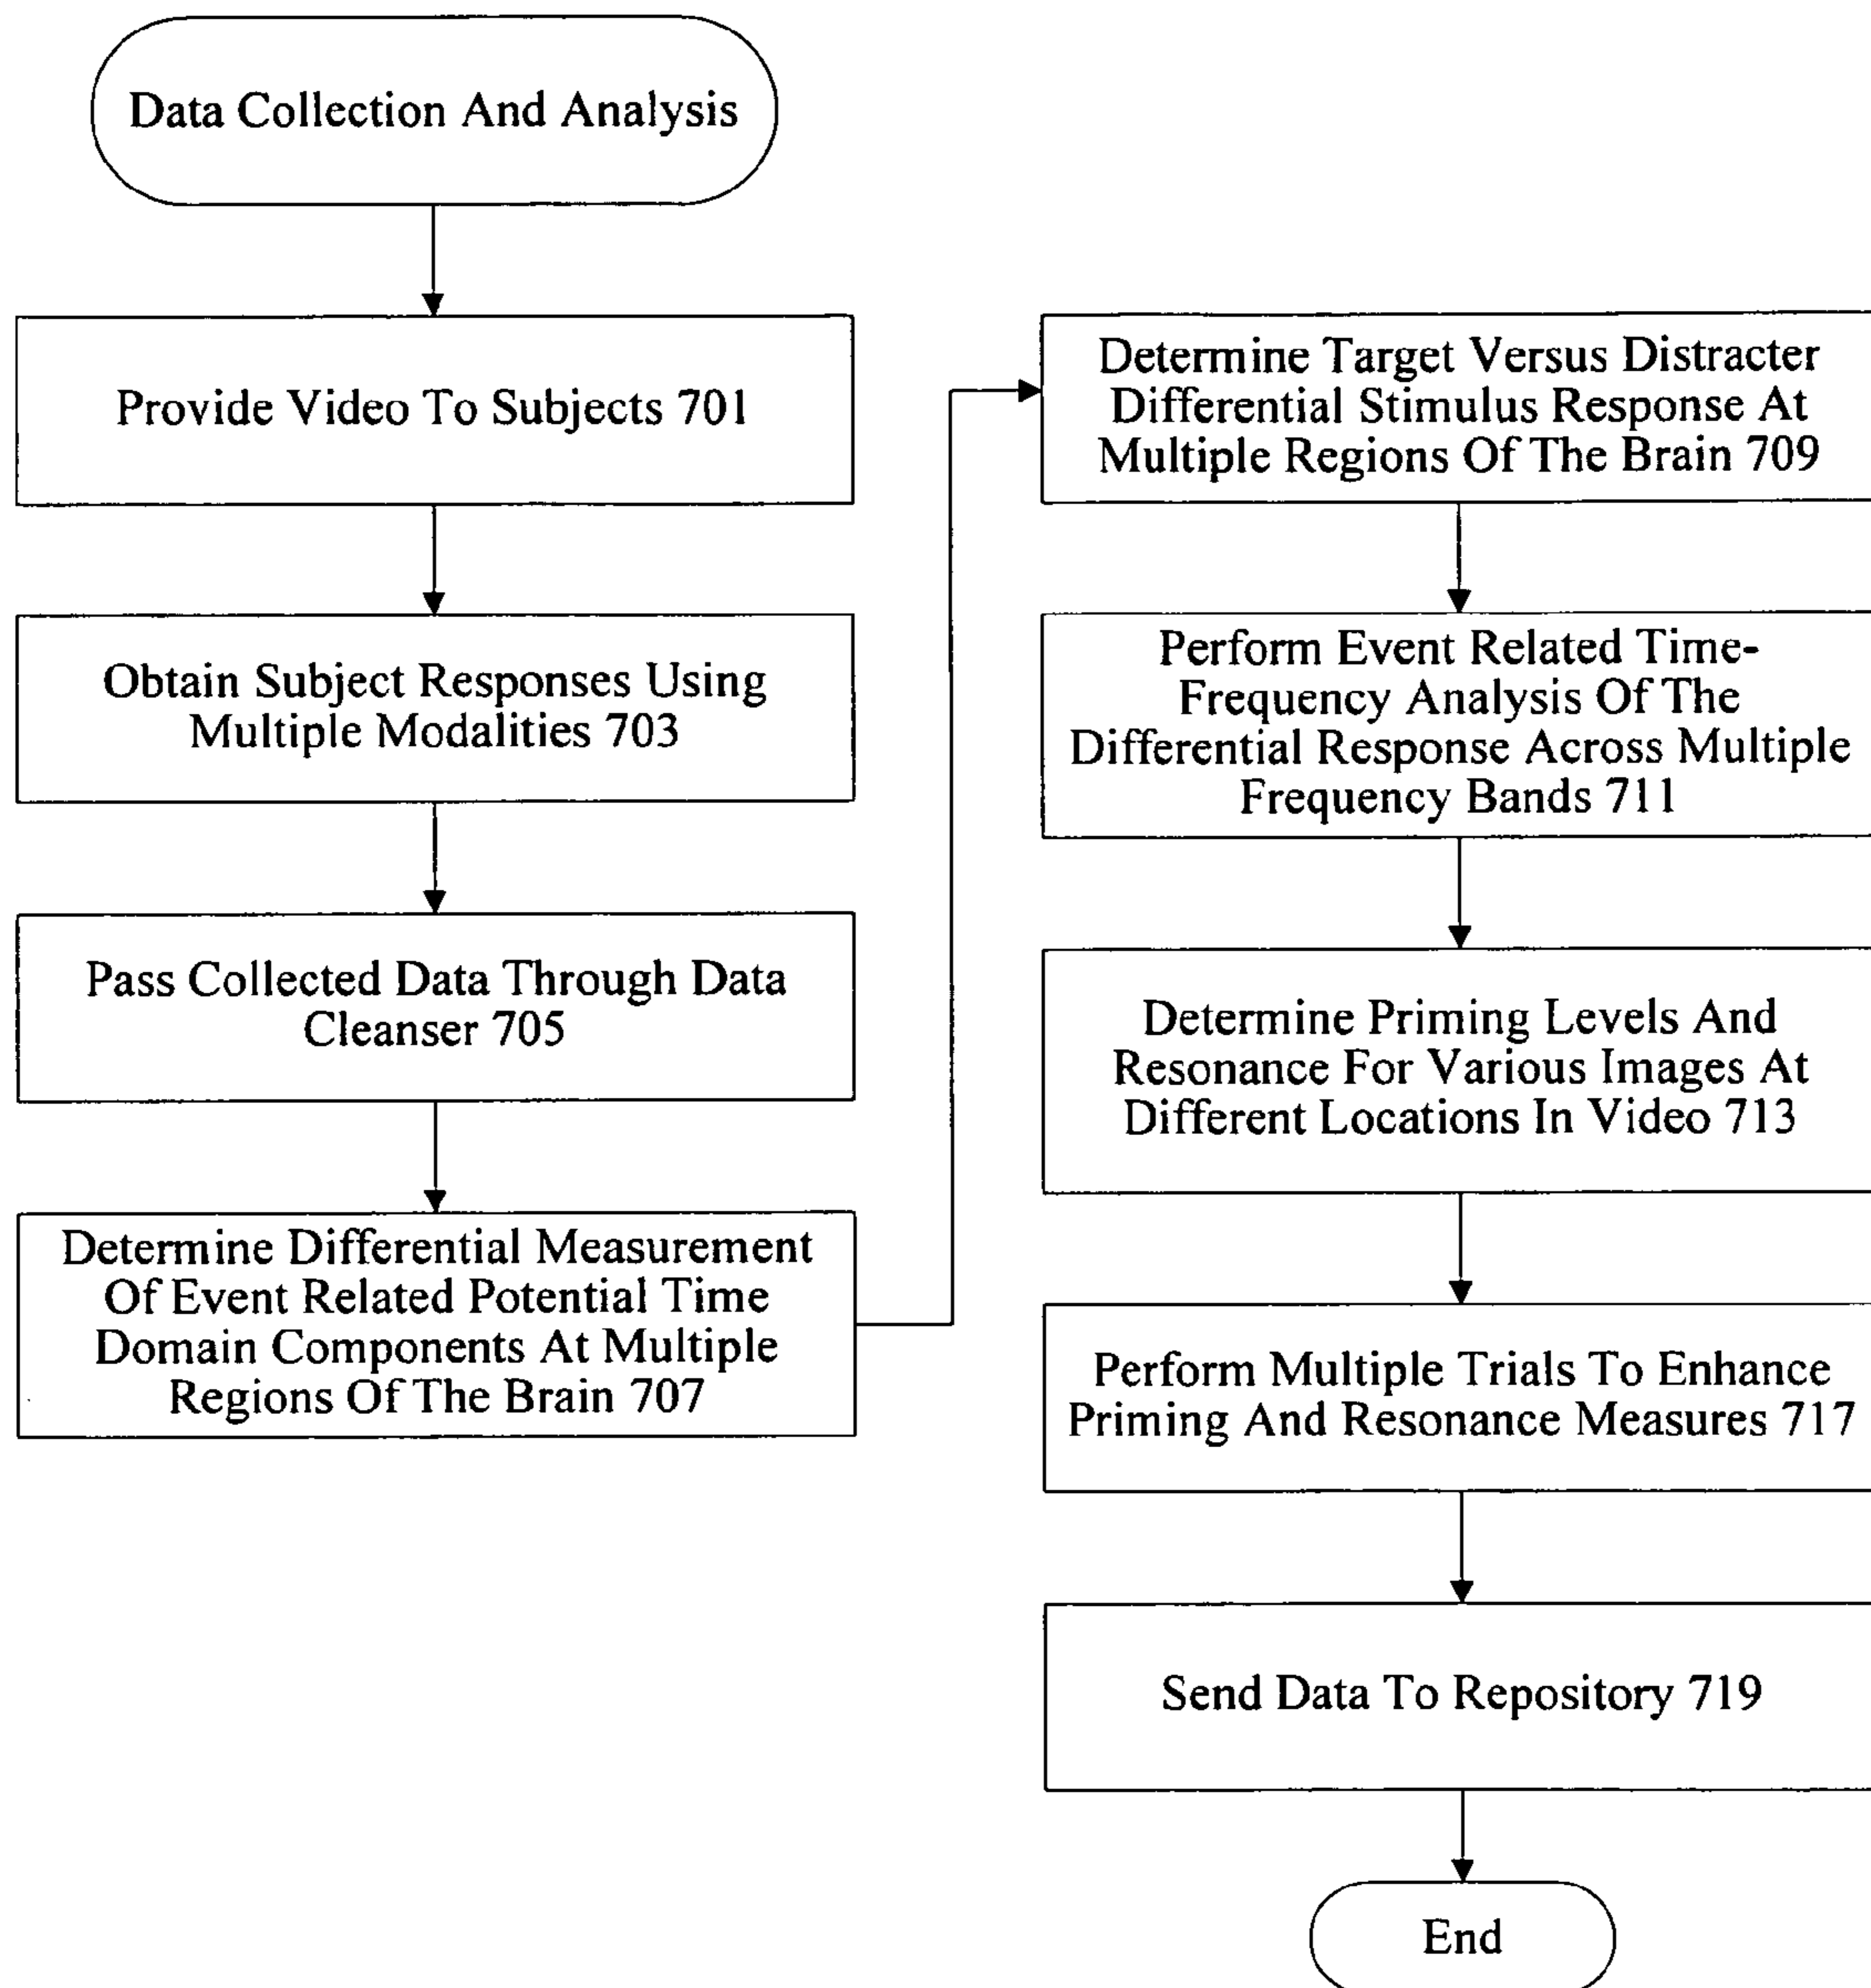 Data Collection And Analysis
Provide Video To Subjects 701
Obtain Subject Responses Using
Multiple Modalities 703
Pass Collected Data Through Data
Cleanser 705
Determine Differential Measurement
Of Event Related Potential Time
Domain Components At Multiple
Regions Of The Brain 707
Determine Target Versus Distracter
Differential Stimulus Response At
Multiple Regions Of The Brain 709
Perform Event Related Time-
Frequency Analysis Of The
Differential Response Across Multiple
Frequency Bands 711
Determine Priming Levels And
Resonance For Various Images At
Different Locations In Video 713
Perform Multiple Trials To Enhance
Priming And Resonance Measures 717
Send Data To Repository 719
End